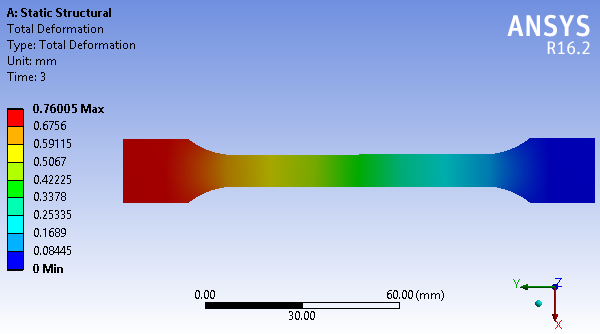 A: Static Structural
Total Deformation
Type: Total Deformation
Unit: mm
Time: 3
ANSYS
R16.2
0.76005 Max
0.6756
0.59115
0.5067
0.42225
0.3378
0.25335
0.1689
0.08445
0 Min
0.00 60.00 (mm)
30.00
Y Z
X